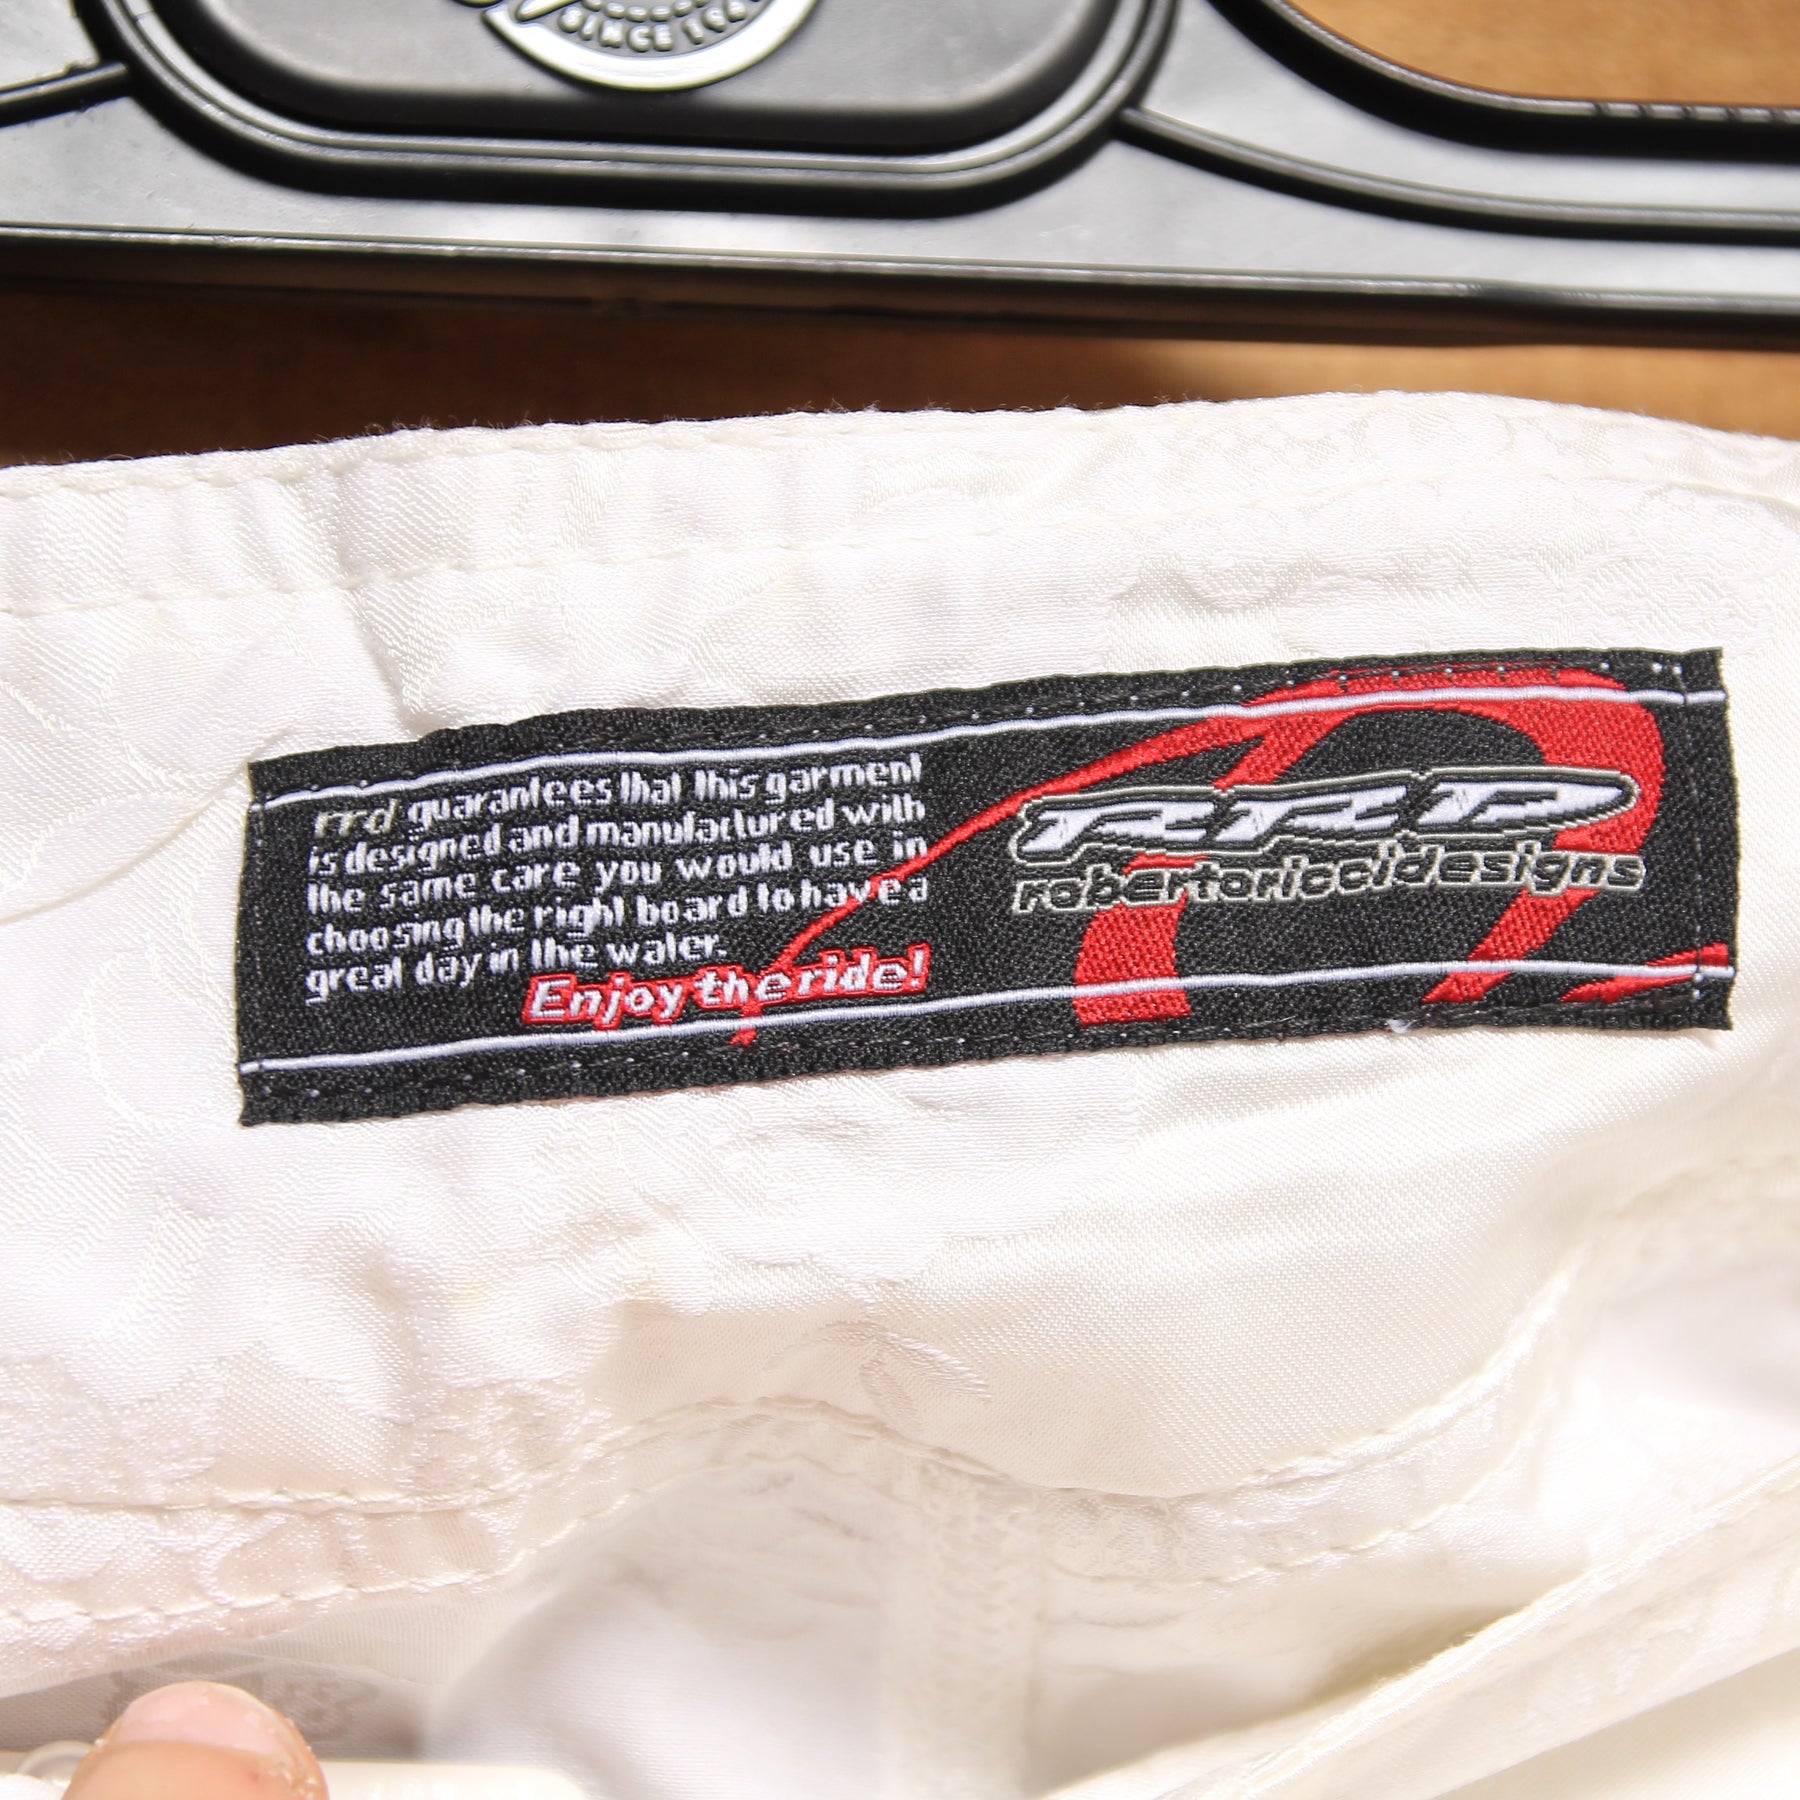 SINCE
rrd guarantees that this garment
is designed and manufactured with
the same care you would use in
choosing the right board to have a
great day in the water.
Enjoy the ride!
RRD
robertoriccidesigns